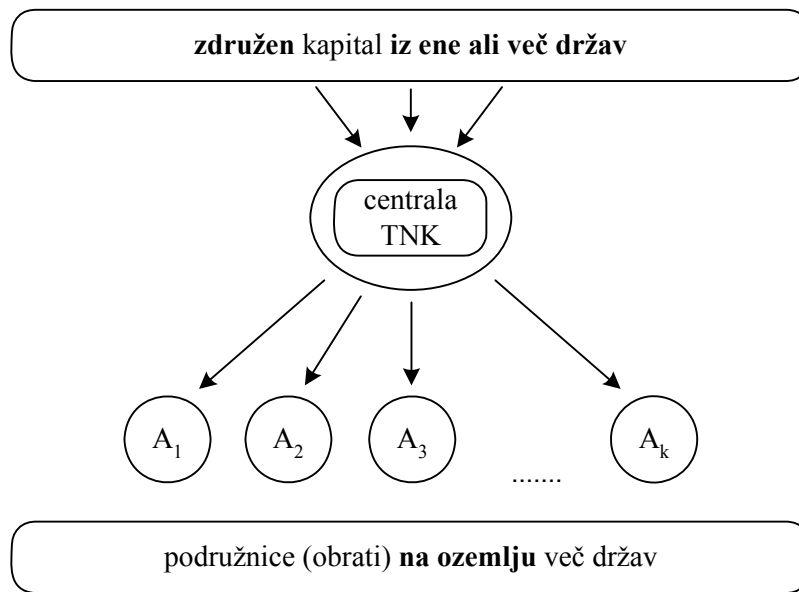 združen kapital iz ene ali več držav
centrala
TNK
A1 A2 A3 ....... Ak
podružnice (obrati) na ozemlju več držav